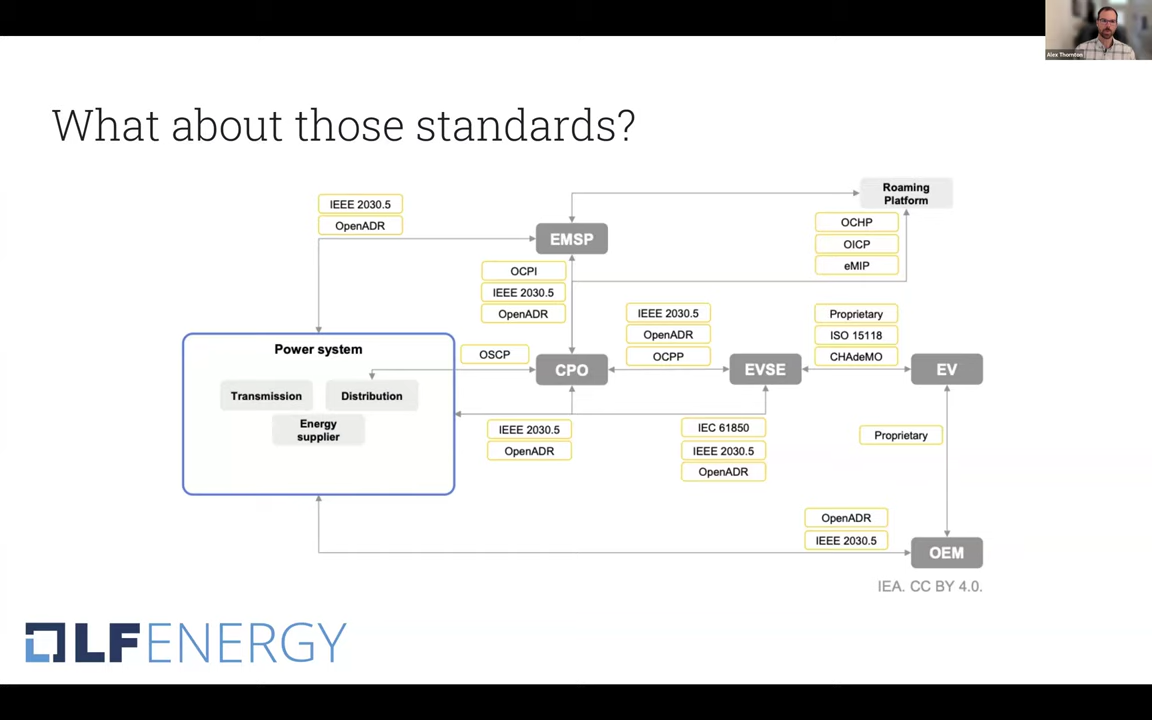 Alex Thornton
What about those standards?
IEEE 2030.5
OpenADR
EMSP
Roaming
Platform
OCHP
OICP
eMIP
OCPI
IEEE 2030.5
OpenADR
IEEE 2030.5
OpenADR
OCPP
Proprietary
ISO 15118
CHAdeMO
Power system
Transmission
Distribution
Energy
supplier
OSCP
CPO
EVSE
EV
IEEE 2030.5
OpenADR
IEC 61850
IEEE 2030.5
OpenADR
Proprietary
OpenADR
IEEE 2030.5
OEM
IEA. CC BY 4.0.
LFENERGY